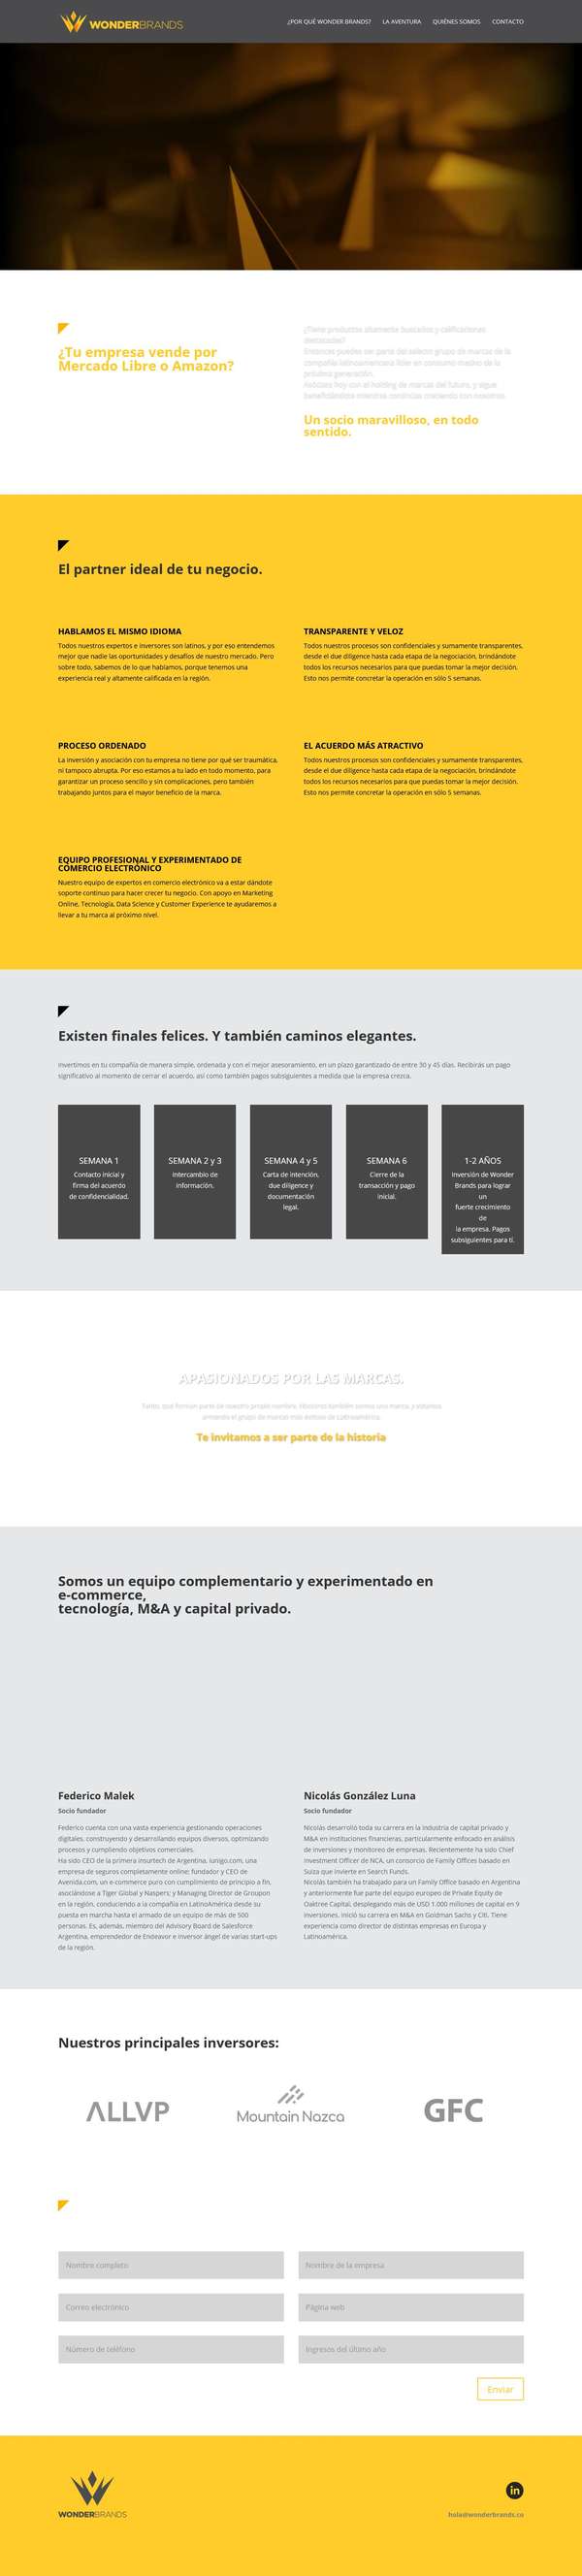 WONDERBRANDS
¿POR QUÉ WONDER BRANDS?
LA AVENTURA
QUIÉNES SOMOS
CONTACTO
¿Tu empresa vende por
Mercado Libre o Amazon?
¿Tiene productos altamente buscados y calificaciones
destacadas?
Entonces puedes ser parte del selecto grupo de marcas de la
compañía latinoamericana líder en consumo masivo de la
próxima generación.
Asóciate hoy con el holding de marcas del futuro, y sigue
beneficiándote mientras continúas creciendo con nosotros.
Un socio maravilloso, en todo
sentido.
El partner ideal de tu negocio.
HABLAMOS EL MISMO IDIOMA
Todos nuestros expertos e inversores son latinos, y por eso entendemos
mejor que nadie las oportunidades y desafíos de nuestro mercado. Pero
sobre todo, sabemos de lo que hablamos, porque tenemos una
experiencia real y altamente calificada en la región.
TRANSPARENTE Y VELOZ
Todos nuestros procesos son confidenciales y sumamente transparentes,
desde el due diligence hasta cada etapa de la negociación, brindándote
todos los recursos necesarios para que puedas tomar la mejor decisión.
Esto nos permite concretar la operación en sólo 5 semanas.
PROCESO ORDENADO
La inversión y asociación con tu empresa no tiene por qué ser traumática,
ni tampoco abrupta. Por eso estamos a tu lado en todo momento, para
garantizar un proceso sencillo y sin complicaciones, pero también
trabajando juntos para el mayor beneficio de la marca.
EL ACUERDO MÁS ATRACTIVO
Todos nuestros procesos son confidenciales y sumamente transparentes,
desde el due diligence hasta cada etapa de la negociación, brindándote
todos los recursos necesarios para que puedas tomar la mejor decisión.
Esto nos permite concretar la operación en sólo 5 semanas.
EQUIPO PROFESIONAL Y EXPERIMENTADO DE
COMERCIO ELECTRÓNICO
Nuestro equipo de expertos en comercio electrónico va a estar dándote
soporte continuo para hacer crecer tu negocio. Con apoyo en Marketing
Online, Tecnología, Data Science y Customer Experience te ayudaremos a
llevar a tu marca al próximo nivel.
Existen finales felices. Y también caminos elegantes.
Invertimos en tu compañía de manera simple, ordenada y con el mejor asesoramiento, en un plazo garantizado de entre 30 y 45 días. Recibirás un pago
significativo al momento de cerrar el acuerdo, así como también pagos subsiguientes a medida que la empresa crezca.
SEMANA 1
Contacto inicial y
firma del acuerdo
de confidencialidad.
SEMANA 2 y 3
Intercambio de
información.
SEMANA 4 y 5
Carta de intención,
due diligence y
documentación
legal.
SEMANA 6
Cierre de la
transacción y pago
inicial.
1-2 AÑOS
Inversión de Wonder
Brands para lograr
un
fuerte crecimiento
de
la empresa. Pagos
subsiguientes para ti.
APASIONADOS POR LAS MARCAS.
Tanto, que forman parte de nuestro propio nombre. Nosotros también somos una marca, y estamos
armando el grupo de marcas más exitoso de Latinoamérica.
Te invitamos a ser parte de la historia
Somos un equipo complementario y experimentado en
e-commerce,
tecnología, M&A y capital privado.
Federico Malek
Socio fundador
Federico cuenta con una vasta experiencia gestionando operaciones
digitales, construyendo y desarrollando equipos diversos, optimizando
procesos y cumpliendo objetivos comerciales.
Ha sido CEO de la primera insurtech de Argentina, iunigo.com, una
empresa de seguros completamente online; fundador y CEO de
Avenida.com, un e-commerce puro con cumplimiento de principio a fin,
asociándose a Tiger Global y Naspers; y Managing Director de Groupon
en la región, conduciendo a la compañía en LatinoAmérica desde su
puesta en marcha hasta el armado de un equipo de más de 500
personas. Es, además, miembro del Advisory Board de Salesforce
Argentina, emprendedor de Endeavor e inversor ángel de varias start-ups
de la región.
Nicolás González Luna
Socio fundador
Nicolás desarrolló toda su carrera en la industria de capital privado y
M&A en instituciones financieras, particularmente enfocado en análisis
de inversiones y monitoreo de empresas. Recientemente ha sido Chief
Investment Officer de NCA, un consorcio de Family Offices basado en
Suiza que invierte en Search Funds.
Nicolás también ha trabajado para un Family Office basado en Argentina
y anteriormente fue parte del equipo europeo de Private Equity de
Oaktree Capital, desplegando más de USD 1.000 millones de capital en 9
inversiones. Inició su carrera en M&A en Goldman Sachs y Citi. Tiene
experiencia como director de distintas empresas en Europa y
Latinoamérica.
Nuestros principales inversores:
ALLVP
Mountain Nazca
GFC
Nombre completo
Nombre de la empresa
Correo electrónico
Página web
Número de teléfono
Ingresos del último año
Enviar
WONDERBRANDS
in
hola@wonderbrands.co